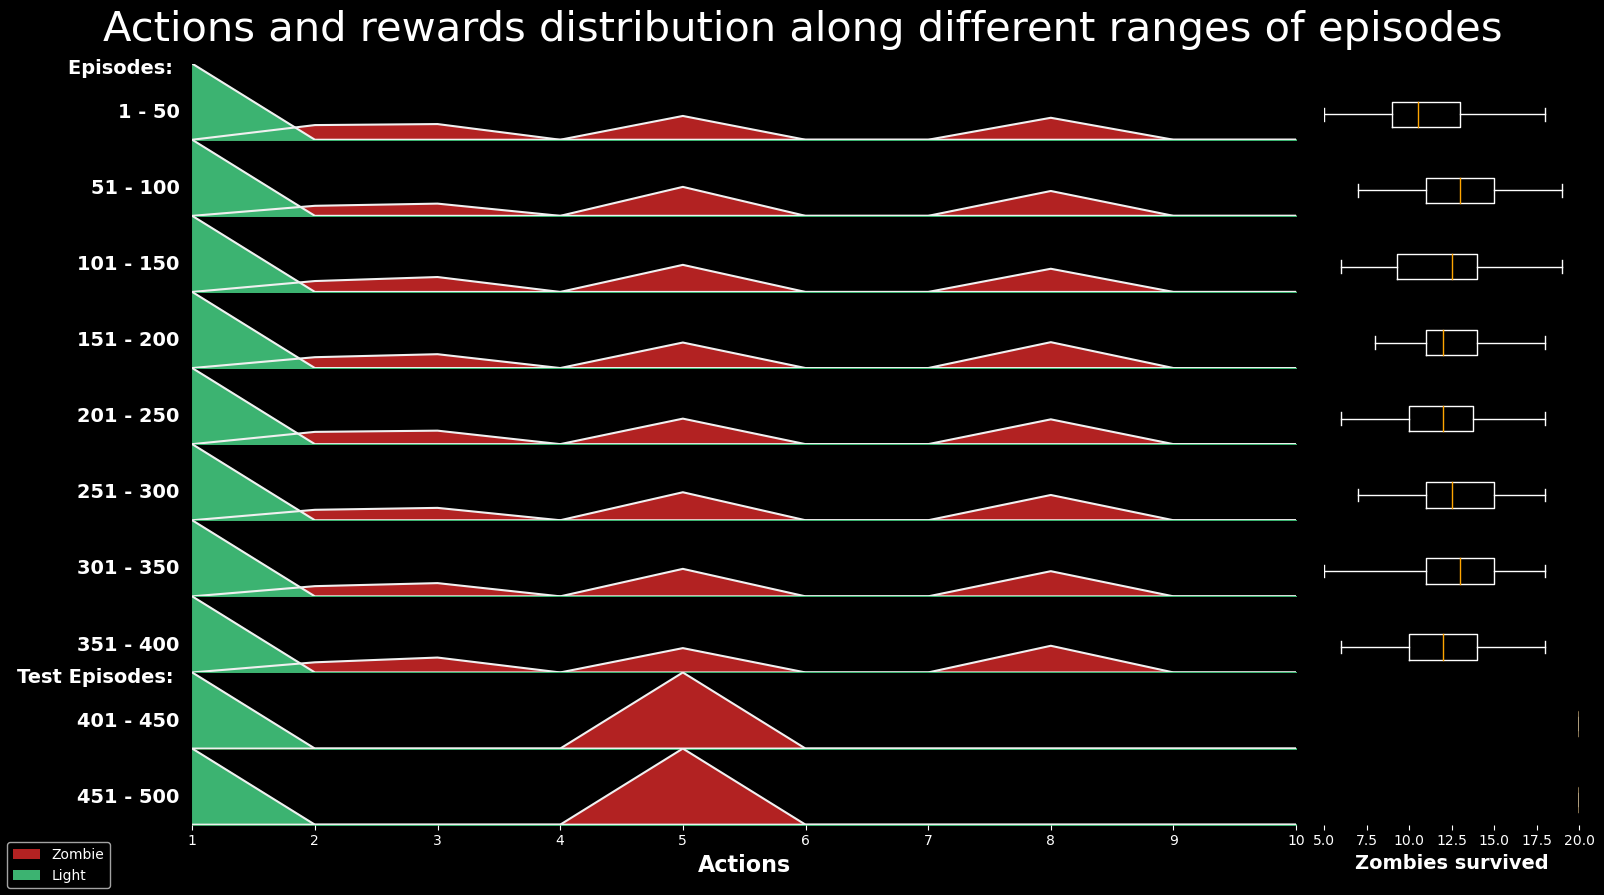 Actions and rewards distribution along different ranges of episodes
Episodes:
1 - 50
51 - 100
101 - 150
151 - 200
201 - 250
251 - 300
301 - 350
351 - 400
Test Episodes:
401 - 450
451 - 500
1 2 3 4 5 6 7 8 9 10
5.0 7.5 10.0 12.5 15.0 17.5 20.0
Actions
Zombies survived
Zombie
Light